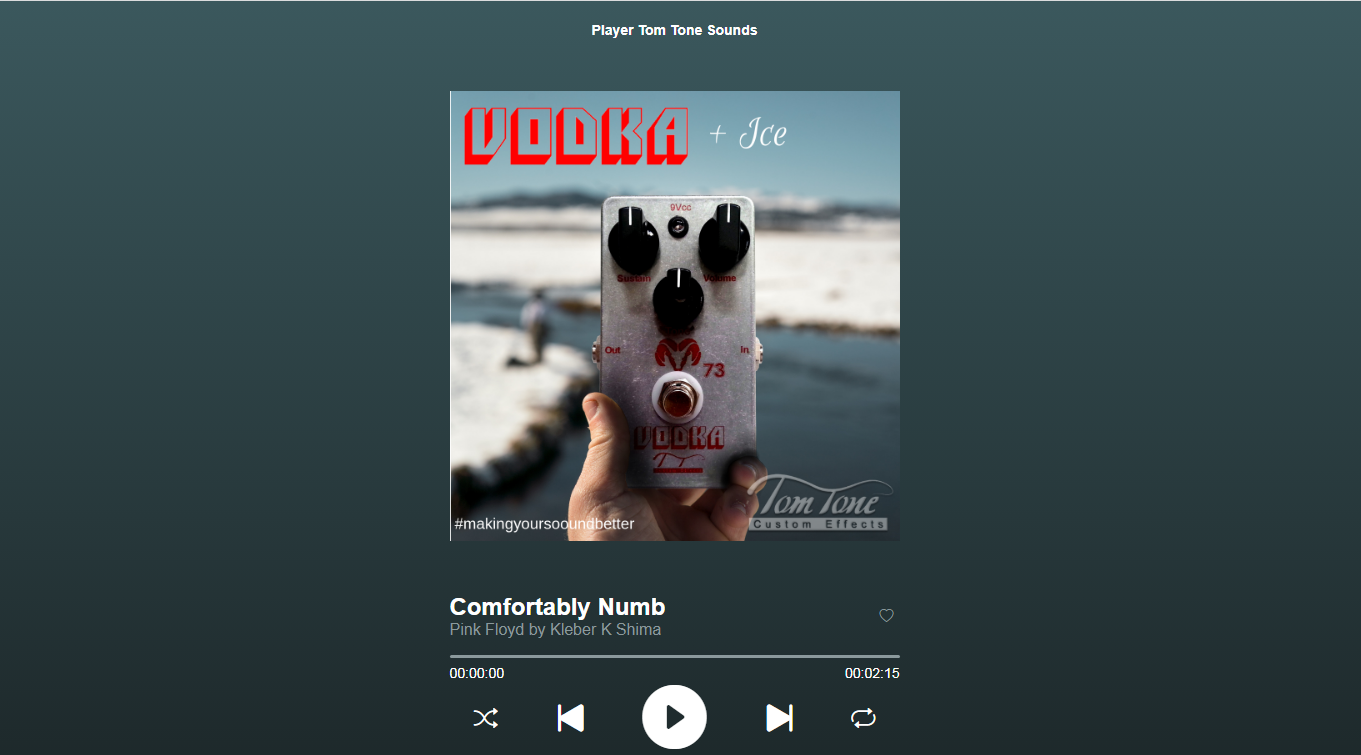 Player Tom Tone Sounds
VODKA + Ice
9Vcc
Sustain Volume
Out In
73
VODKA
Tom Tone
Custom Effects
#makingyoursooundbetter
Comfortably Numb
Pink Floyd by Kleber K Shima
00:00:00 00:02:15